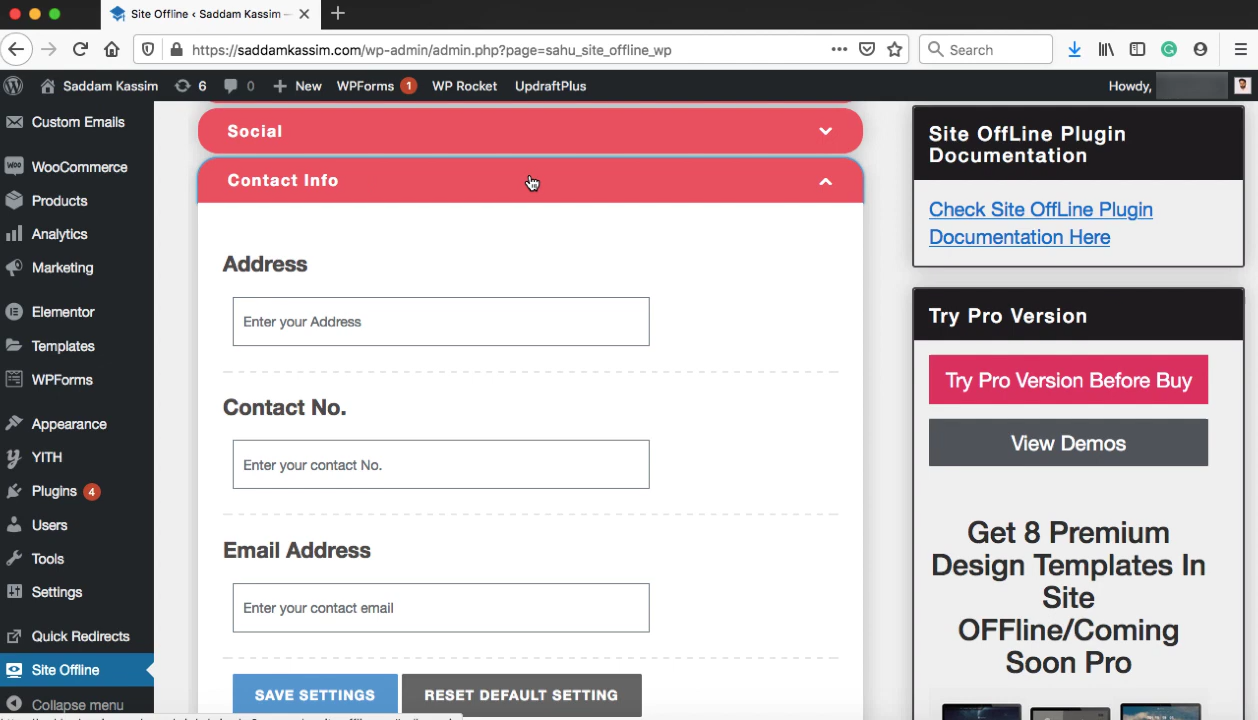 Site Offline ‹ Saddam Kassim —
https://saddamkassim.com/wp-admin/admin.php?page=sahu_site_offline_wp
Search
Saddam Kassim
6
0
New
WPForms 1
WP Rocket
UpdraftPlus
Howdy,
Custom Emails
WooCommerce
Products
Analytics
Marketing
Elementor
Templates
WPForms
Appearance
YITH
Plugins 4
Users
Tools
Settings
Quick Redirects
Site Offline
Collapse menu
Social
Contact Info
Address
Enter your Address
Contact No.
Enter your contact No.
Email Address
Enter your contact email
SAVE SETTINGS
RESET DEFAULT SETTING
Site OffLine Plugin
Documentation
Check Site OffLine Plugin
Documentation Here
Try Pro Version
Try Pro Version Before Buy
View Demos
Get 8 Premium
Design Templates In
Site
OFFline/Coming
Soon Pro